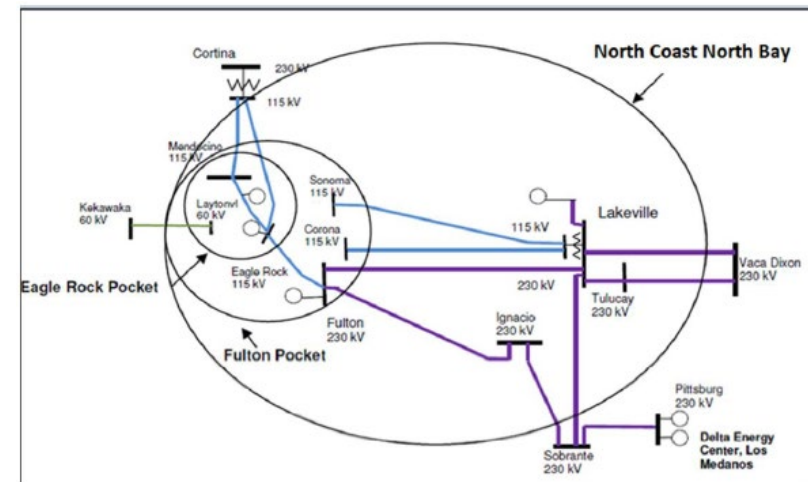 North Coast North Bay
Cortina
230 kV
115 kV
Mendocino
115 kV
Laytonvl
60 kV
Kekawaka
60 kV
Sonoma
115 kV
Corona
115 kV
115 kV
Lakeville
Eagle Rock Pocket
Eagle Rock
115 kV
Fulton
230 kV
Fulton Pocket
230 kV
Tulucay
230 kV
Vaca Dixon
230 kV
Ignacio
230 kV
Sobrante
230 kV
Pittsburg
230 kV
Delta Energy
Center, Los
Medanos